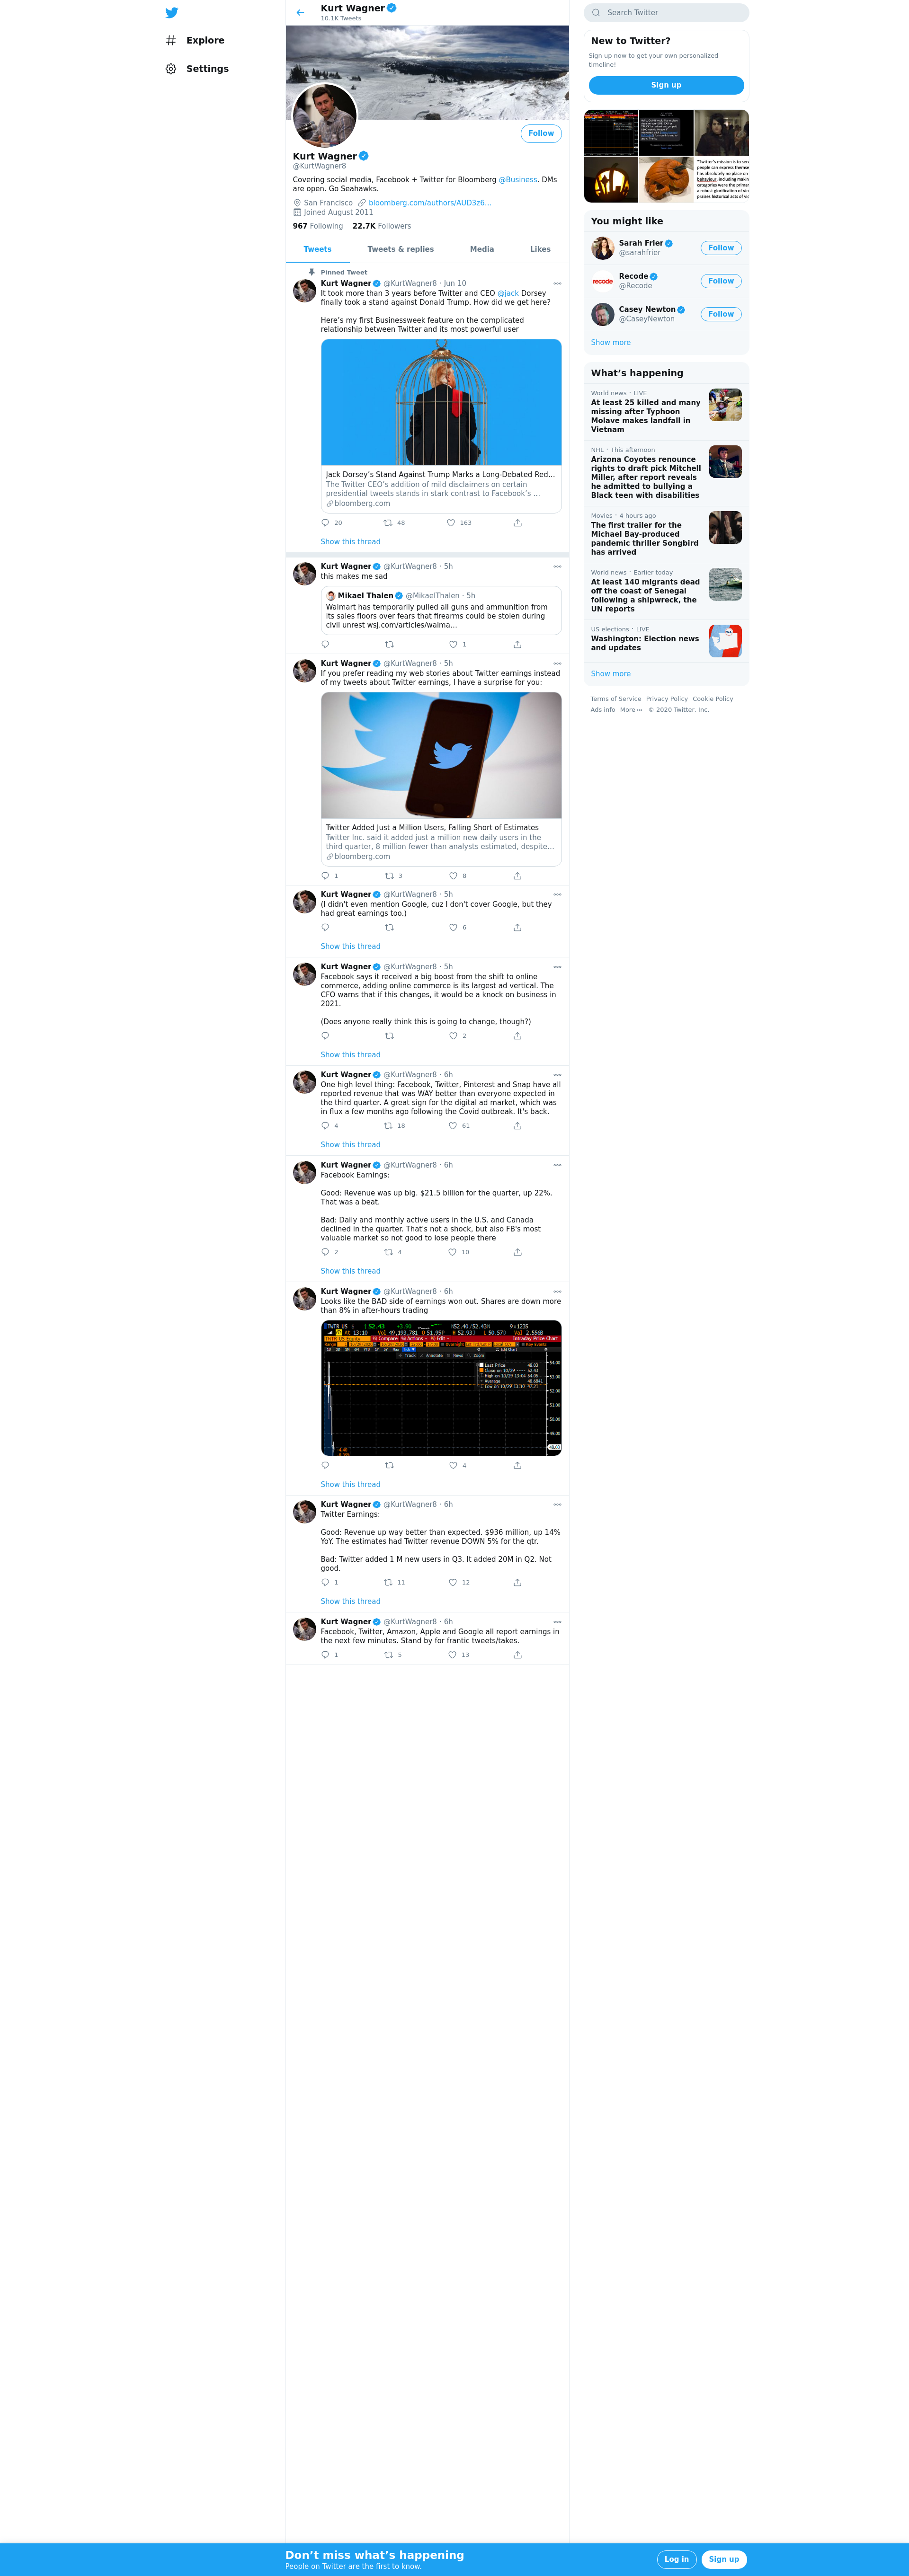 Explore
Settings
Kurt Wagner
10.1K Tweets
Follow
Kurt Wagner
@KurtWagner8
Covering social media, Facebook + Twitter for Bloomberg @Business. DMs
are open. Go Seahawks.
San Francisco bloomberg.com/authors/AUD3z6...
Joined August 2011
967 Following 22.7K Followers
Tweets Tweets & replies Media Likes
Pinned Tweet
Kurt Wagner @KurtWagner8 · Jun 10
It took more than 3 years before Twitter and CEO @jack Dorsey
finally took a stand against Donald Trump. How did we get here?
Here's my first Businessweek feature on the complicated
relationship between Twitter and its most powerful user
Jack Dorsey's Stand Against Trump Marks a Long-Debated Red...
The Twitter CEO's addition of mild disclaimers on certain
presidential tweets stands in stark contrast to Facebook's ...
bloomberg.com
20 48 163
Show this thread
Kurt Wagner @KurtWagner8 · 5h
this makes me sad
Mikael Thalen @MikaelThalen · 5h
Walmart has temporarily pulled all guns and ammunition from
its sales floors over fears that firearms could be stolen during
civil unrest wsj.com/articles/walma...
1
Kurt Wagner @KurtWagner8 · 5h
If you prefer reading my web stories about Twitter earnings instead
of my tweets about Twitter earnings, I have a surprise for you:
Twitter Added Just a Million Users, Falling Short of Estimates
Twitter Inc. said it added just a million new daily users in the
third quarter, 8 million fewer than analysts estimated, despite...
bloomberg.com
1 3 8
Kurt Wagner @KurtWagner8 · 5h
(I didn't even mention Google, cuz I don't cover Google, but they
had great earnings too.)
6
Show this thread
Kurt Wagner @KurtWagner8 · 5h
Facebook says it received a big boost from the shift to online
commerce, adding online commerce is its largest ad vertical. The
CFO warns that if this changes, it would be a knock on business in
2021.
(Does anyone really think this is going to change, though?)
2
Show this thread
Kurt Wagner @KurtWagner8 · 6h
One high level thing: Facebook, Twitter, Pinterest and Snap have all
reported revenue that was WAY better than everyone expected in
the third quarter. A great sign for the digital ad market, which was
in flux a few months ago following the Covid outbreak. It's back.
4 18 61
Show this thread
Kurt Wagner @KurtWagner8 · 6h
Facebook Earnings:
Good: Revenue was up big. $21.5 billion for the quarter, up 22%.
That was a beat.
Bad: Daily and monthly active users in the U.S. and Canada
declined in the quarter. That's not a shock, but also FB's most
valuable market so not good to lose people there
2 4 10
Show this thread
Kurt Wagner @KurtWagner8 · 6h
Looks like the BAD side of earnings won out. Shares are down more
than 8% in after-hours trading
4
Show this thread
Kurt Wagner @KurtWagner8 · 6h
Twitter Earnings:
Good: Revenue up way better than expected. $936 million, up 14%
YoY. The estimates had Twitter revenue DOWN 5% for the qtr.
Bad: Twitter added 1 M new users in Q3. It added 20M in Q2. Not
good.
1 11 12
Show this thread
Kurt Wagner @KurtWagner8 · 6h
Facebook, Twitter, Amazon, Apple and Google all report earnings in
the next few minutes. Stand by for frantic tweets/takes.
1 5 13
Search Twitter
New to Twitter?
Sign up now to get your own personalized
timeline!
Sign up
You might like
Sarah Frier
@sarahfrier
Follow
recode
Recode
@Recode
Follow
Casey Newton
@CaseyNewton
Follow
Show more
What's happening
World news · LIVE
At least 25 killed and many
missing after Typhoon
Molave makes landfall in
Vietnam
NHL · This afternoon
Arizona Coyotes renounce
rights to draft pick Mitchell
Miller, after report reveals
he admitted to bullying a
Black teen with disabilities
Movies · 4 hours ago
The first trailer for the
Michael Bay-produced
pandemic thriller Songbird
has arrived
World news · Earlier today
At least 140 migrants dead
off the coast of Senegal
following a shipwreck, the
UN reports
US elections · LIVE
Washington: Election news
and updates
Show more
Terms of Service Privacy Policy Cookie Policy
Ads info More ••• © 2020 Twitter, Inc.
Don't miss what's happening
People on Twitter are the first to know.
Log in
Sign up